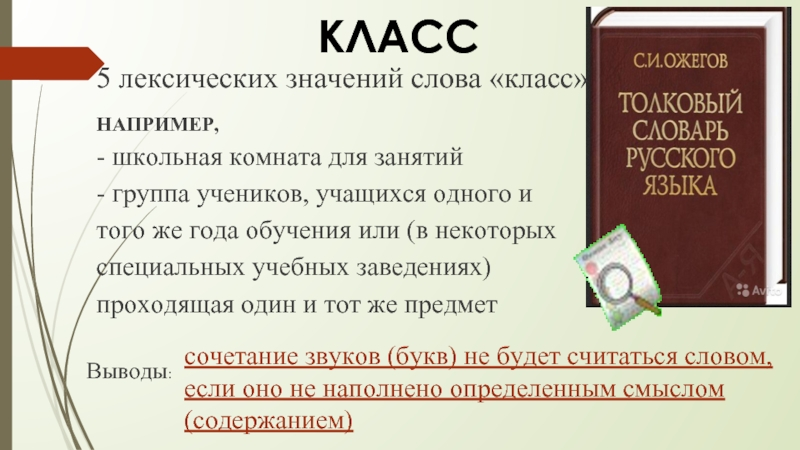 КЛАСС
5 лексических значений слова «класс»
НАПРИМЕР,
- школьная комната для занятий
- группа учеников, учащихся одного и
того же года обучения или (в некоторых
специальных учебных заведениях)
проходящая один и тот же предмет
Выводы:
сочетание звуков (букв) не будет считаться словом,
если оно не наполнено определенным смыслом
(содержанием)
С.И.ОЖЕГОВ
ТОЛКОВЫЙ
СЛОВАРЬ
РУССКОГО
ЯЗЫКА
А-Я
Avito